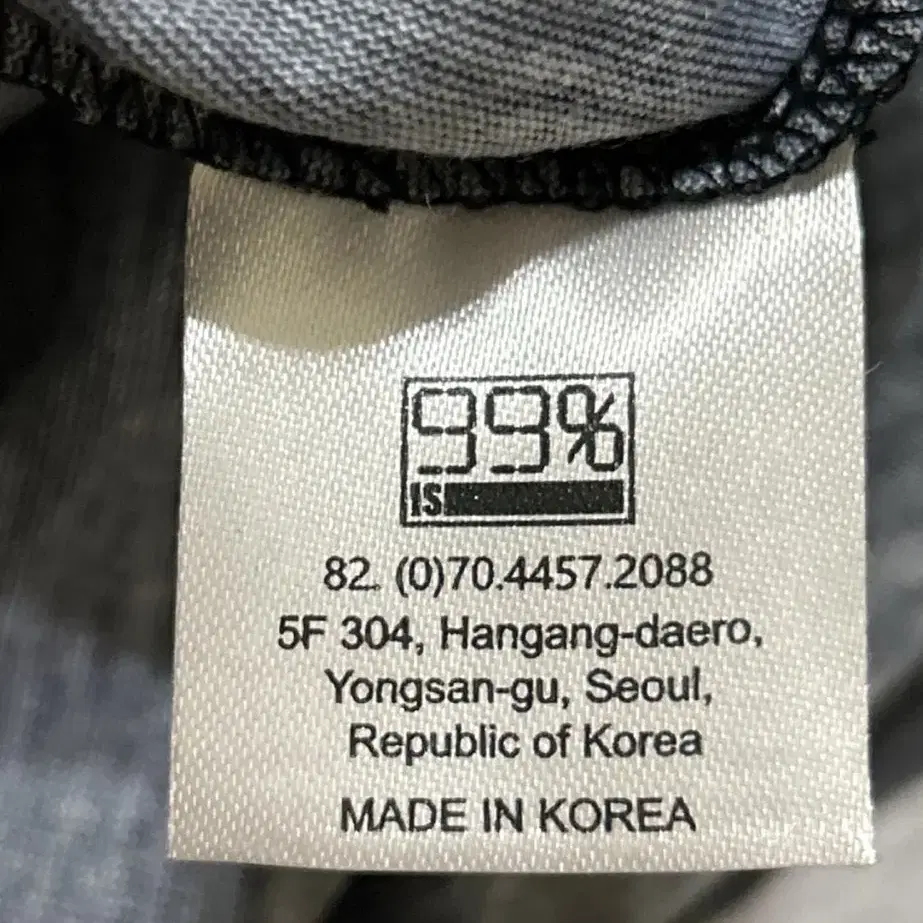 99%
IS
82. (0)70.4457.2088
5F 304, Hangang-daero,
Yongsan-gu, Seoul,
Republic of Korea
MADE IN KOREA